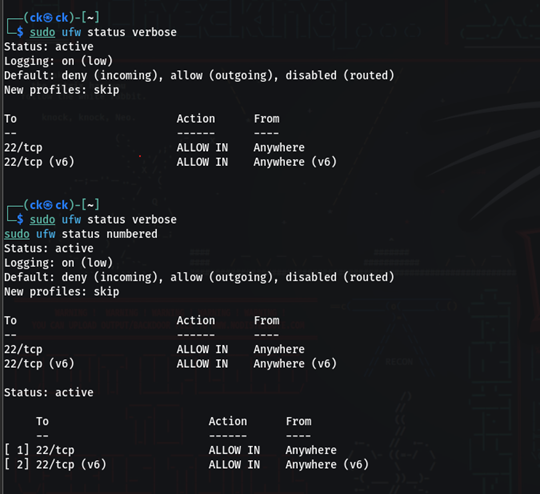 ┌──(ck㉿ck)-[~]
└─$ sudo ufw status verbose
Status: active
Logging: on (low)
Default: deny (incoming), allow (outgoing), disabled (routed)
New profiles: skip

To                         Action      From
--                         ------      ----
22/tcp                     ALLOW IN    Anywhere
22/tcp (v6)                ALLOW IN    Anywhere (v6)

┌──(ck㉿ck)-[~]
└─$ sudo ufw status verbose
sudo ufw status numbered
Status: active
Logging: on (low)
Default: deny (incoming), allow (outgoing), disabled (routed)
New profiles: skip

To                         Action      From
--                         ------      ----
22/tcp                     ALLOW IN    Anywhere
22/tcp (v6)                ALLOW IN    Anywhere (v6)

Status: active

     To                         Action      From
     --                         ------      ----
[ 1] 22/tcp                     ALLOW IN    Anywhere
[ 2] 22/tcp (v6)                ALLOW IN    Anywhere (v6)